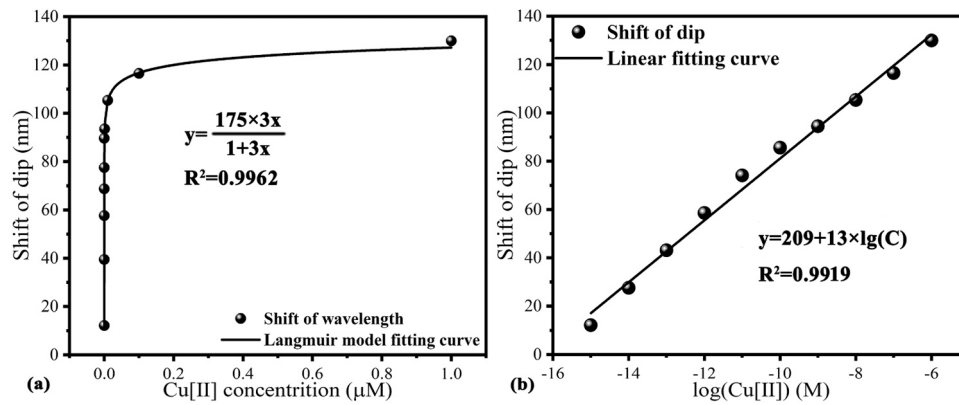 140
120
100
80
60
40
20
0
Shift of dip (nm)
y= 175×3x
1+3x
R²=0.9962
Shift of wavelength
Langmuir model fitting curve
0.0 0.2 0.4 0.6 0.8 1.0
(a) Cu[II] concentrition (μM)
140
120
100
80
60
40
20
0
Shift of dip (nm)
Shift of dip
Linear fitting curve
y=209+13×lg(C)
R²=0.9919
-16 -14 -12 -10 -8 -6
(b) log(Cu[II]) (M)